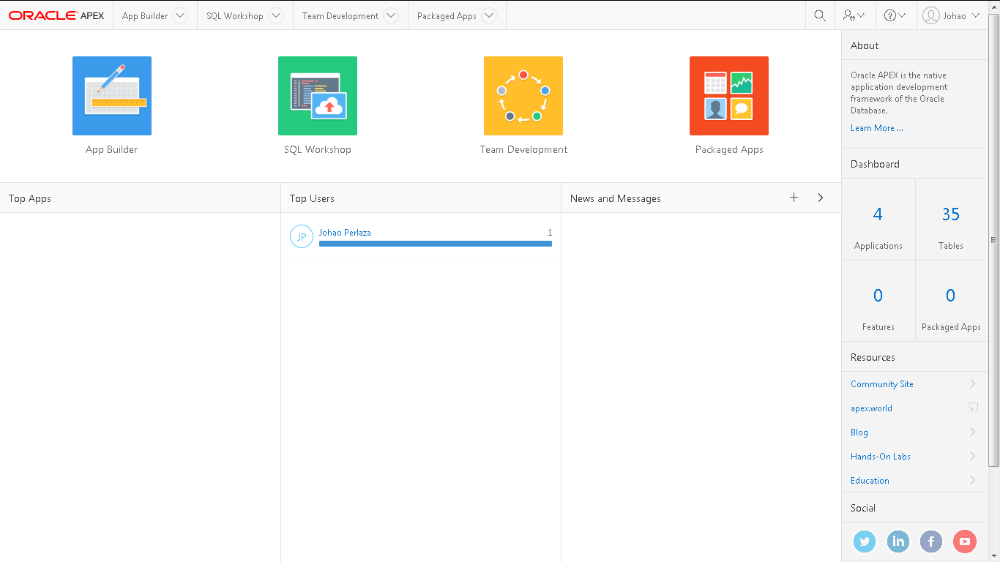 ORACLE APEX
App Builder
SQL Workshop
Team Development
Packaged Apps
Johao
App Builder
SQL Workshop
Team Development
Packaged Apps
Top Apps
Top Users
Johao Perlaza 1
JP
News and Messages
About
Oracle APEX is the native
application development
framework of the Oracle
Database.
Learn More ...
Dashboard
4
Applications
35
Tables
0
Features
0
Packaged Apps
Resources
Community Site
apex.world
Blog
Hands-On Labs
Education
Social